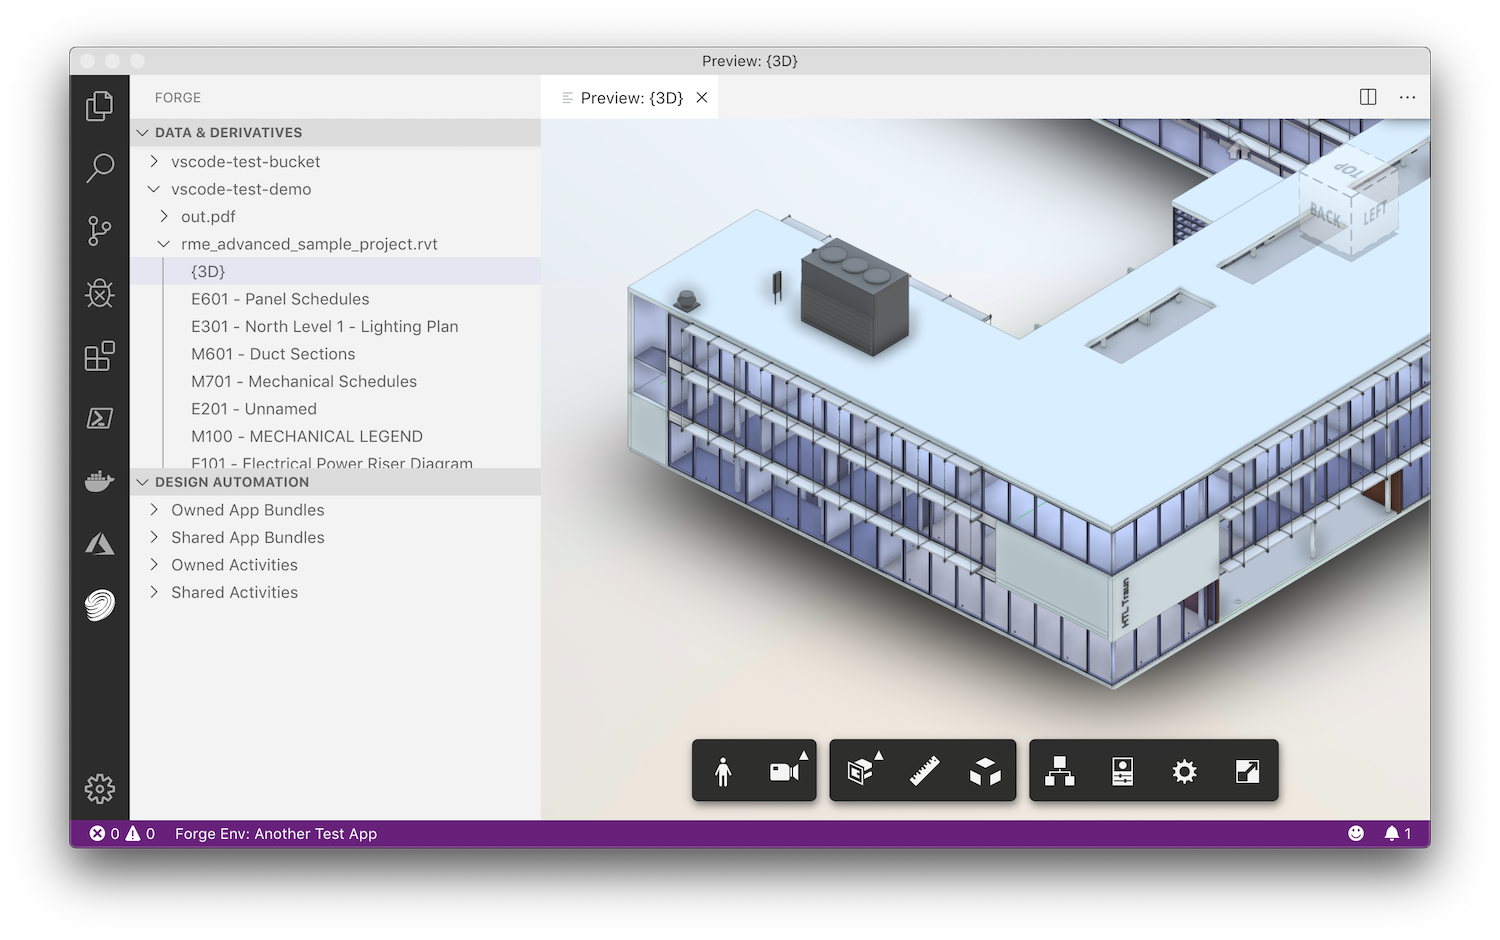 Preview: {3D}
FORGE
Preview: {3D}
DATA & DERIVATIVES
vscode-test-bucket
vscode-test-demo
out.pdf
rme_advanced_sample_project.rvt
{3D}
E601 - Panel Schedules
E301 - North Level 1 - Lighting Plan
M601 - Duct Sections
M701 - Mechanical Schedules
E201 - Unnamed
M100 - MECHANICAL LEGEND
E101 - Electrical Power Riser Diagram
DESIGN AUTOMATION
Owned App Bundles
Shared App Bundles
Owned Activities
Shared Activities
TOP
BACK
LEFT
HTL Traun
0
0
Forge Env: Another Test App
1